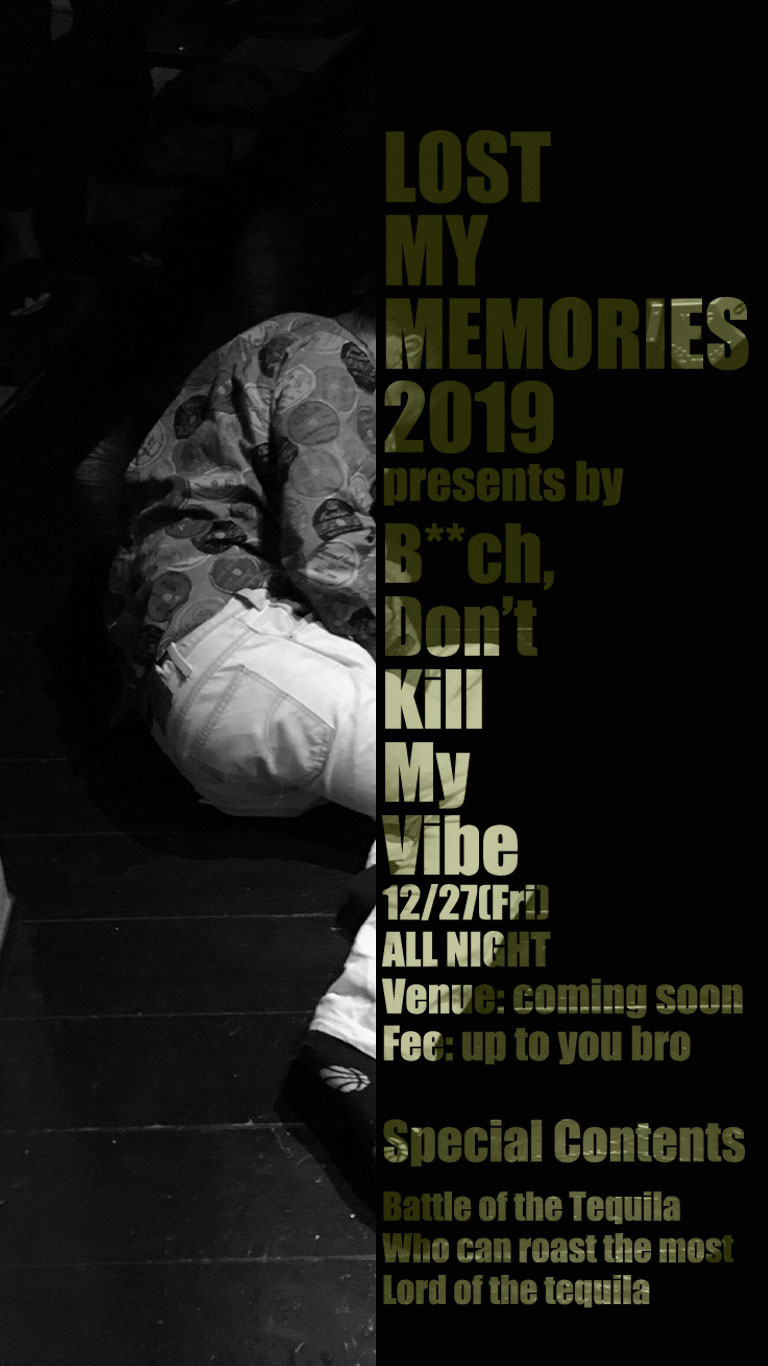 LOST
MY
MEMORIES
2019
presents by
B**ch,
Don't
Kill
My
Vibe
12/27(Fri)
ALL NIGHT
Venue: coming soon
Fee: up to you bro
Special Contents
Battle of the Tequila
Who can roast the most
Lord of the tequila